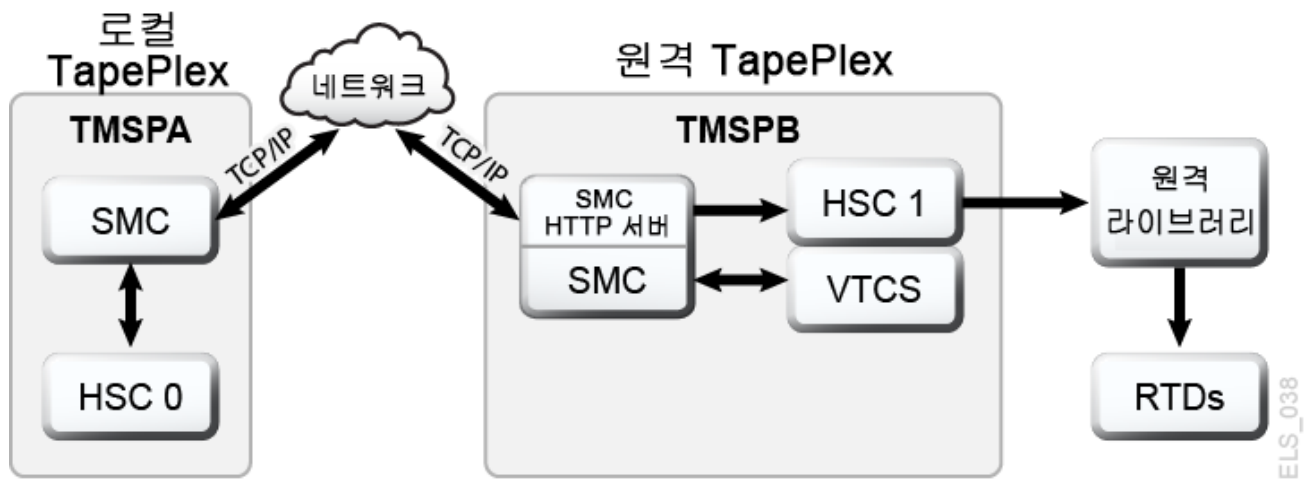 로컬
TapePlex
TMSPA
SMC
HSC 0
TCP/IP
네트워크
TCP/IP
원격 TapePlex
TMSPB
SMC
HTTP 서버
SMC
HSC 1
VTCS
원격
라이브러리
RTDs
ELS_038